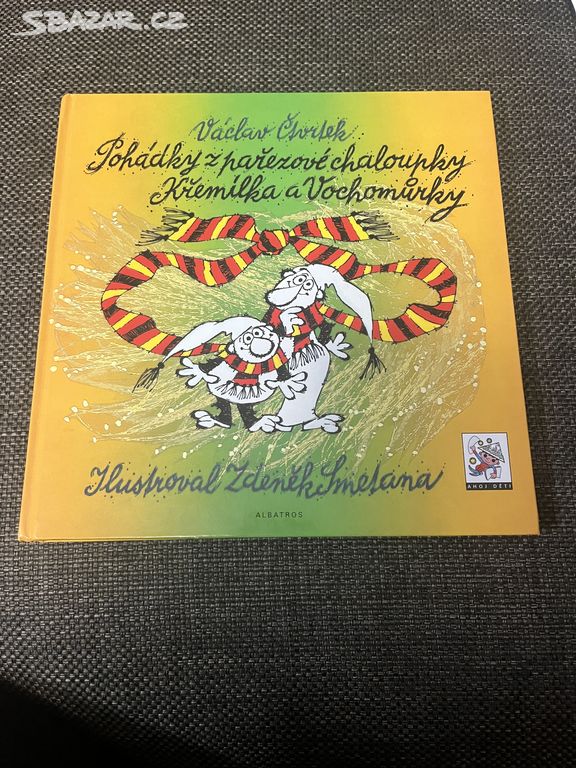 SBAZAR.CZ
Václav Čtvrtek
Pohádky z pařezové chaloupky
Křemílka a Vochomůrky
Ilustroval Zdeněk Smetana
AHOJ DĚTI
ALBATROS